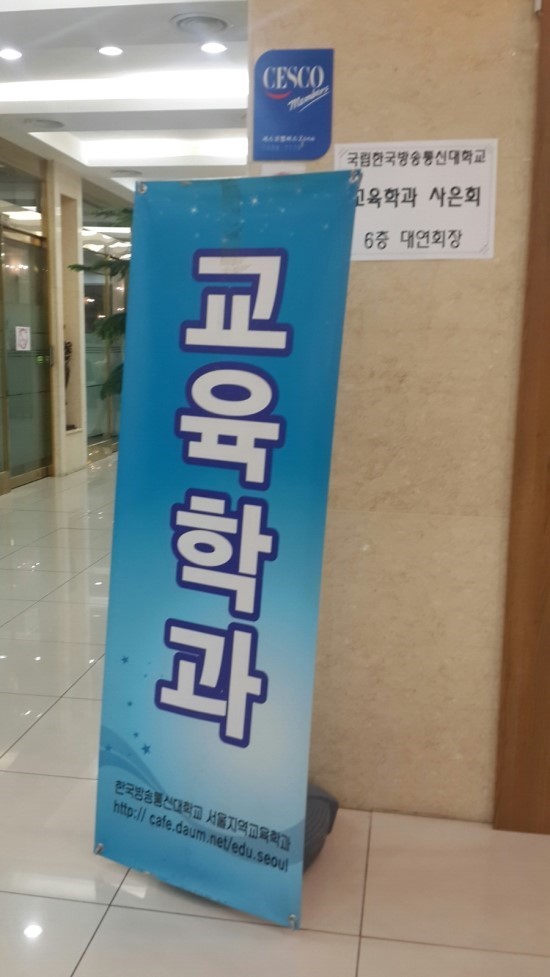 CESCO
Members
국립한국방송통신대학교
교육학과 사은회
6층 대연회장
교육학과
한국방송통신대학교 서울지역교육학과
http:// cafe.daum.net/edu.seoul